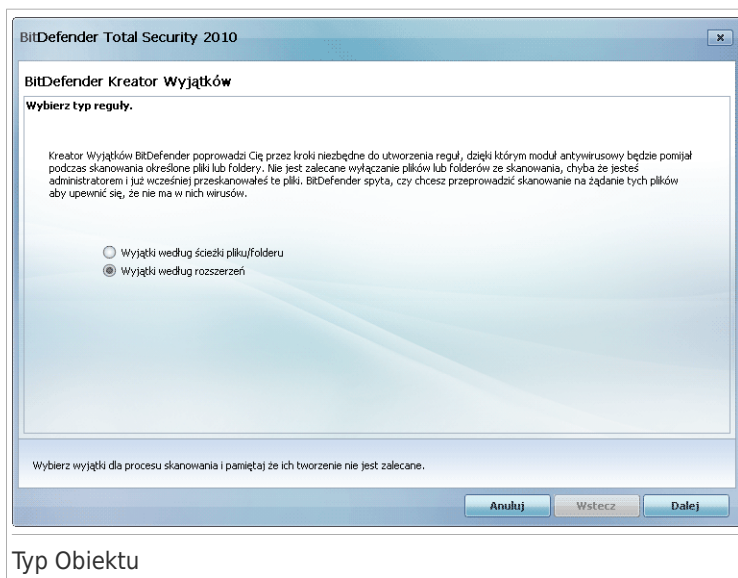 BitDefender Total Security 2010
BitDefender Kreator Wyjątków
Wybierz typ reguły.
Kreator Wyjątków BitDefender poprowadzi Cię przez kroki niezbędne do utworzenia reguł, dzięki którym moduł antywirusowy będzie pomijał
podczas skanowania określone pliki lub foldery. Nie jest zalecane wyłączanie plików lub folderów ze skanowania, chyba że jesteś
administratorem i już wcześniej przeskanowałeś te pliki. BitDefender spyta, czy chcesz przeprowadzić skanowanie na żądanie tych plików
aby upewnić się, że nie ma w nich wirusów.
Wyjątki według ścieżki pliku/folderu
Wyjątki według rozszerzeń
Wybierz wyjątki dla procesu skanowania i pamiętaj że ich tworzenie nie jest zalecane.
Anuluj Wstecz Dalej
Typ Obiektu